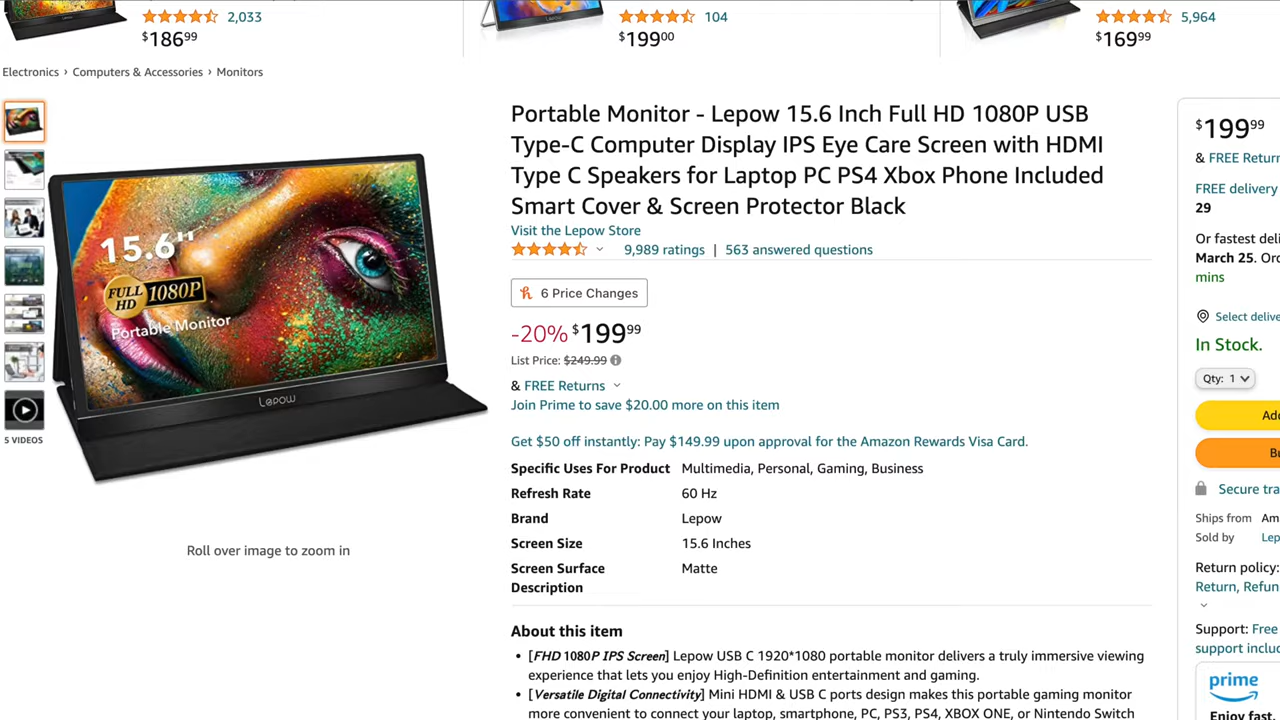 2,033
$186⁹⁹
104
$199⁰⁰
5,964
$169⁹⁹
Electronics › Computers & Accessories › Monitors
15.6"
FULL HD 1080P
Portable Monitor
Lepow
5 VIDEOS
Roll over image to zoom in
Portable Monitor - Lepow 15.6 Inch Full HD 1080P USB
Type-C Computer Display IPS Eye Care Screen with HDMI
Type C Speakers for Laptop PC PS4 Xbox Phone Included
Smart Cover & Screen Protector Black
Visit the Lepow Store
9,989 ratings | 563 answered questions
6 Price Changes
-20% $199⁹⁹
List Price: $249.99
& FREE Returns
Join Prime to save $20.00 more on this item
Get $50 off instantly: Pay $149.99 upon approval for the Amazon Rewards Visa Card.
Specific Uses For Product Multimedia, Personal, Gaming, Business
Refresh Rate 60 Hz
Brand Lepow
Screen Size 15.6 Inches
Screen Surface Matte
Description
About this item
• [FHD 1080P IPS Screen] Lepow USB C 1920*1080 portable monitor delivers a truly immersive viewing
experience that lets you enjoy High-Definition entertainment and gaming.
• [Versatile Digital Connectivity] Mini HDMI & USB C ports design makes this portable gaming monitor
more convenient to connect your laptop, smartphone, PC, PS3, PS4, XBOX ONE, or Nintendo Switch
$199⁹⁹
& FREE Return
FREE delivery
29
Or fastest deli
March 25. Ord
mins
Select delive
In Stock.
Qty: 1
Add
Bu
Secure tra
Ships from Am
Sold by Lep
Return policy:
Return, Refun
Support: Free
support inclu
prime
Enjoy fast,